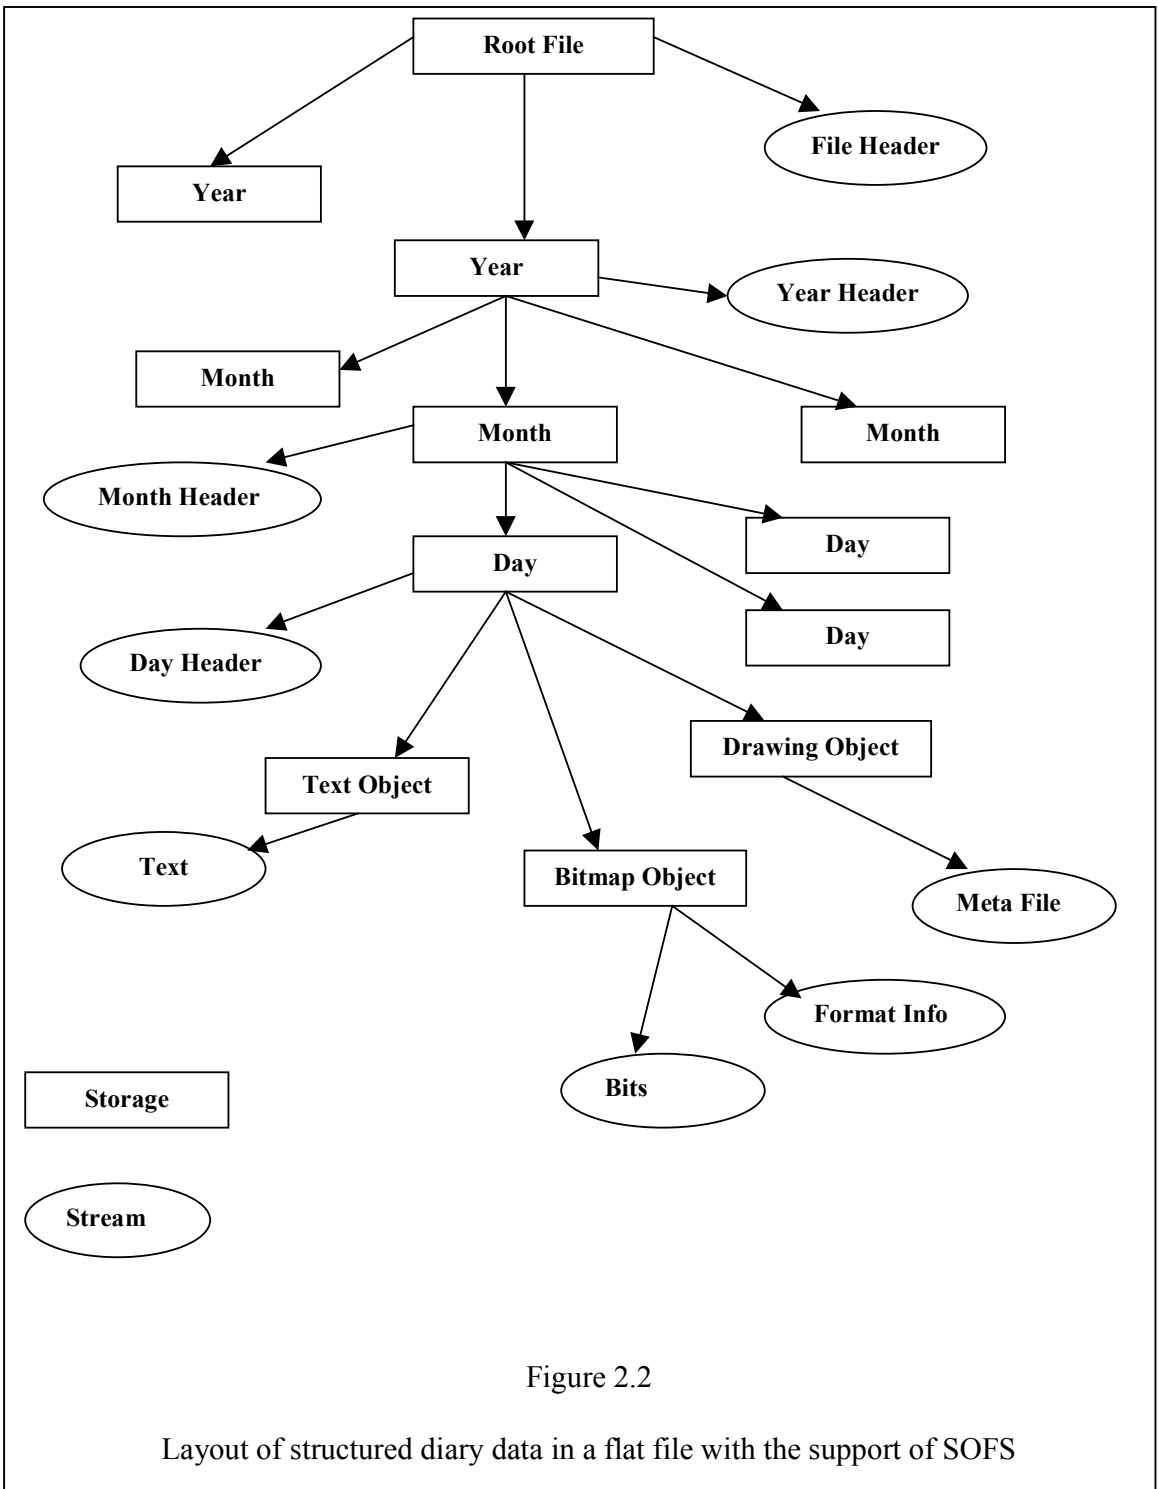 Root File
File Header
Year
Year
Year Header
Month
Month
Month
Month Header
Day
Day
Day
Day Header
Drawing Object
Text Object
Text
Bitmap Object
Meta File
Format Info
Bits
Storage
Stream
Figure 2.2
Layout of structured diary data in a flat file with the support of SOFS